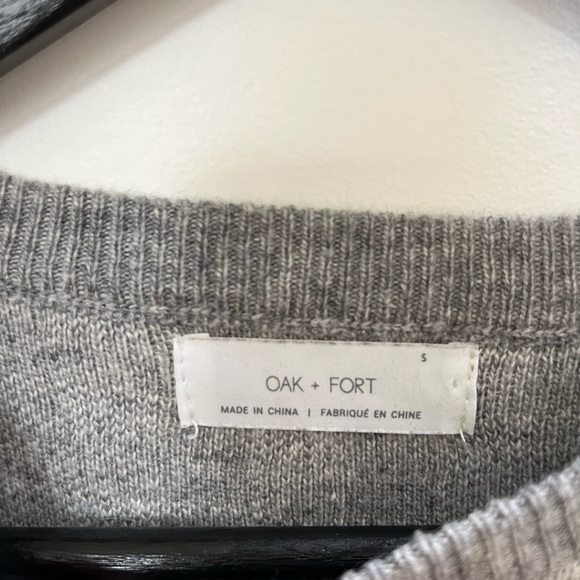 S
OAK + FORT
MADE IN CHINA | FABRIQUÉ EN CHINE